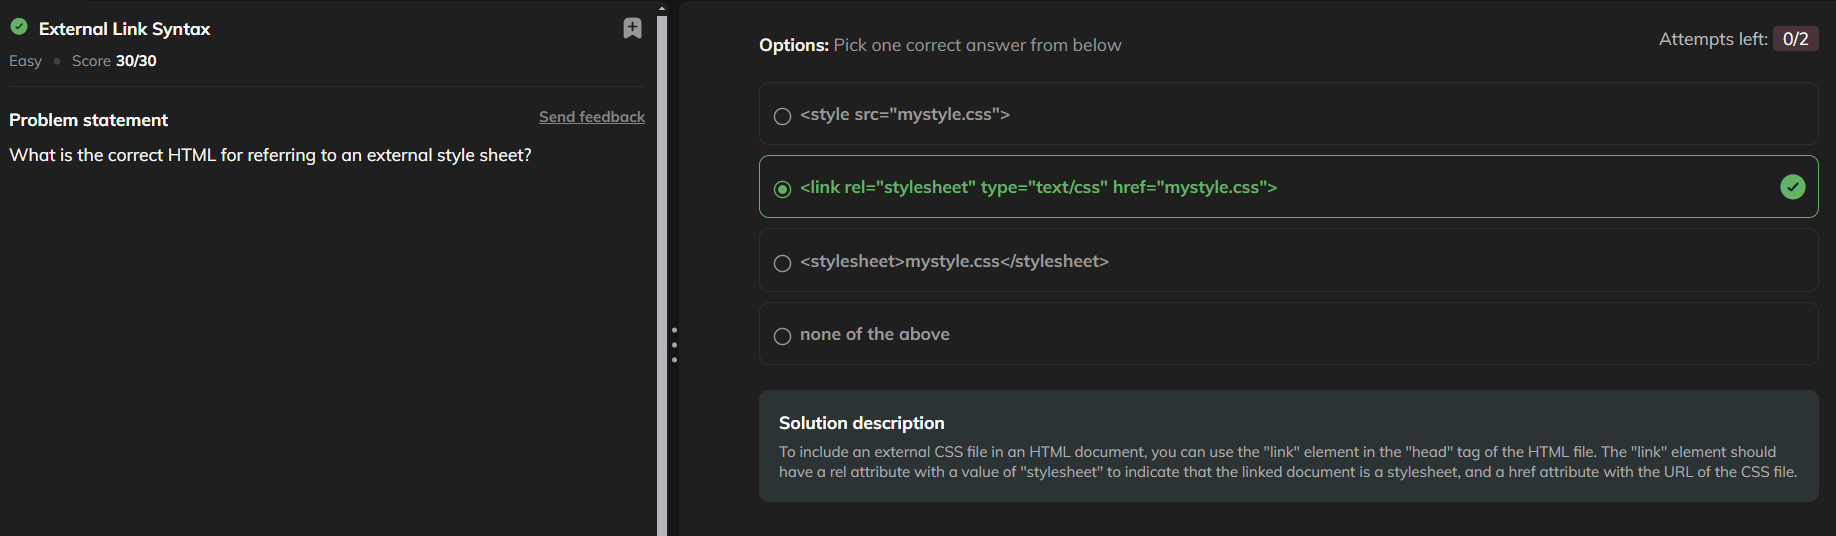 External Link Syntax
Easy • Score 30/30
Problem statement
Send feedback
What is the correct HTML for referring to an external style sheet?
Options: Pick one correct answer from below
Attempts left: 0/2
<style src="mystyle.css">
<link rel="stylesheet" type="text/css" href="mystyle.css">
<stylesheet>mystyle.css</stylesheet>
none of the above
Solution description
To include an external CSS file in an HTML document, you can use the "link" element in the "head" tag of the HTML file. The "link" element should
have a rel attribute with a value of "stylesheet" to indicate that the linked document is a stylesheet, and a href attribute with the URL of the CSS file.